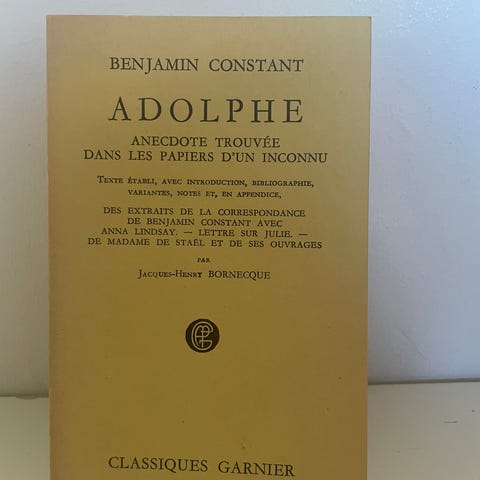 BENJAMIN CONSTANT
ADOLPHE
ANECDOTE TROUVÉE
DANS LES PAPIERS D'UN INCONNU
Texte établi, avec introduction, bibliographie,
variantes, notes et, en appendice,
DES EXTRAITS DE LA CORRESPONDANCE
DE BENJAMIN CONSTANT AVEC
ANNA LINDSAY. — LETTRE SUR JULIE. —
DE MADAME DE STAËL ET DE SES OUVRAGES
PAR
Jacques-Henry BORNECQUE
CLASSIQUES GARNIER